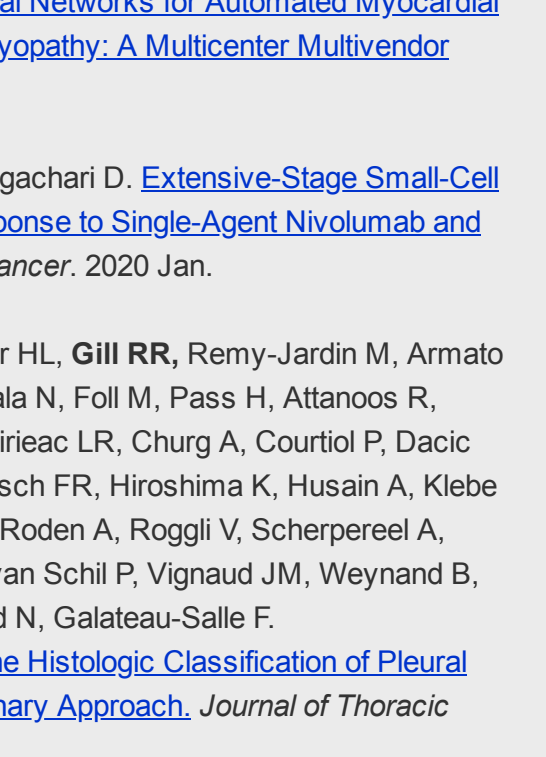 al Networks for Automated Myocardial
yopathy: A Multicenter Multivendor
gachari D. Extensive-Stage Small-Cell
ponse to Single-Agent Nivolumab and
ancer. 2020 Jan.
r HL, Gill RR, Remy-Jardin M, Armato
ala N, Foll M, Pass H, Attanoos R,
irieac LR, Churg A, Courtiol P, Dacic
sch FR, Hiroshima K, Husain A, Klebe
Roden A, Roggli V, Scherpereel A,
van Schil P, Vignaud JM, Weynand B,
d N, Galateau-Salle F.
he Histologic Classification of Pleural
nary Approach. Journal of Thoracic